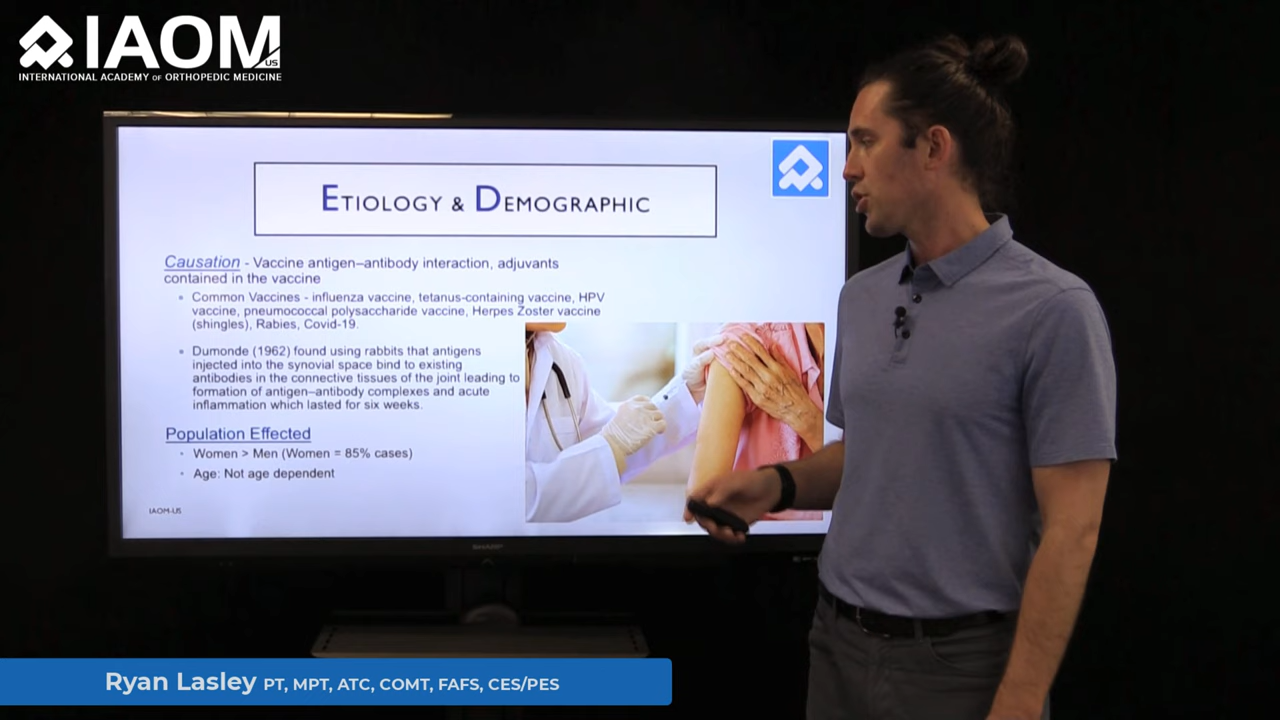 IAOM
US
INTERNATIONAL ACADEMY OF ORTHOPEDIC MEDICINE
ETIOLOGY & DEMOGRAPHIC
Causation - Vaccine antigen–antibody interaction, adjuvants
contained in the vaccine
• Common Vaccines - influenza vaccine, tetanus-containing vaccine, HPV
vaccine, pneumococcal polysaccharide vaccine, Herpes Zoster vaccine
(shingles), Rabies, Covid-19.
• Dumonde (1962) found using rabbits that antigens
injected into the synovial space bind to existing
antibodies in the connective tissues of the joint leading to
formation of antigen–antibody complexes and acute
inflammation which lasted for six weeks.
Population Effected
• Women > Men (Women = 85% cases)
• Age: Not age dependent
IAOM-US
SHARP
Ryan Lasley PT, MPT, ATC, COMT, FAFS, CES/PES